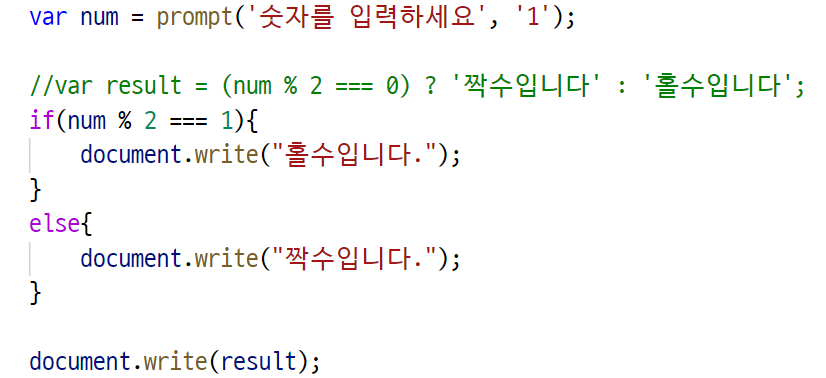 var num = prompt('숫자를 입력하세요', '1');
//var result = (num % 2 === 0) ? '짝수입니다' : '홀수입니다';
if(num % 2 === 1){
document.write("홀수입니다.");
}
else{
document.write("짝수입니다.");
}
document.write(result);